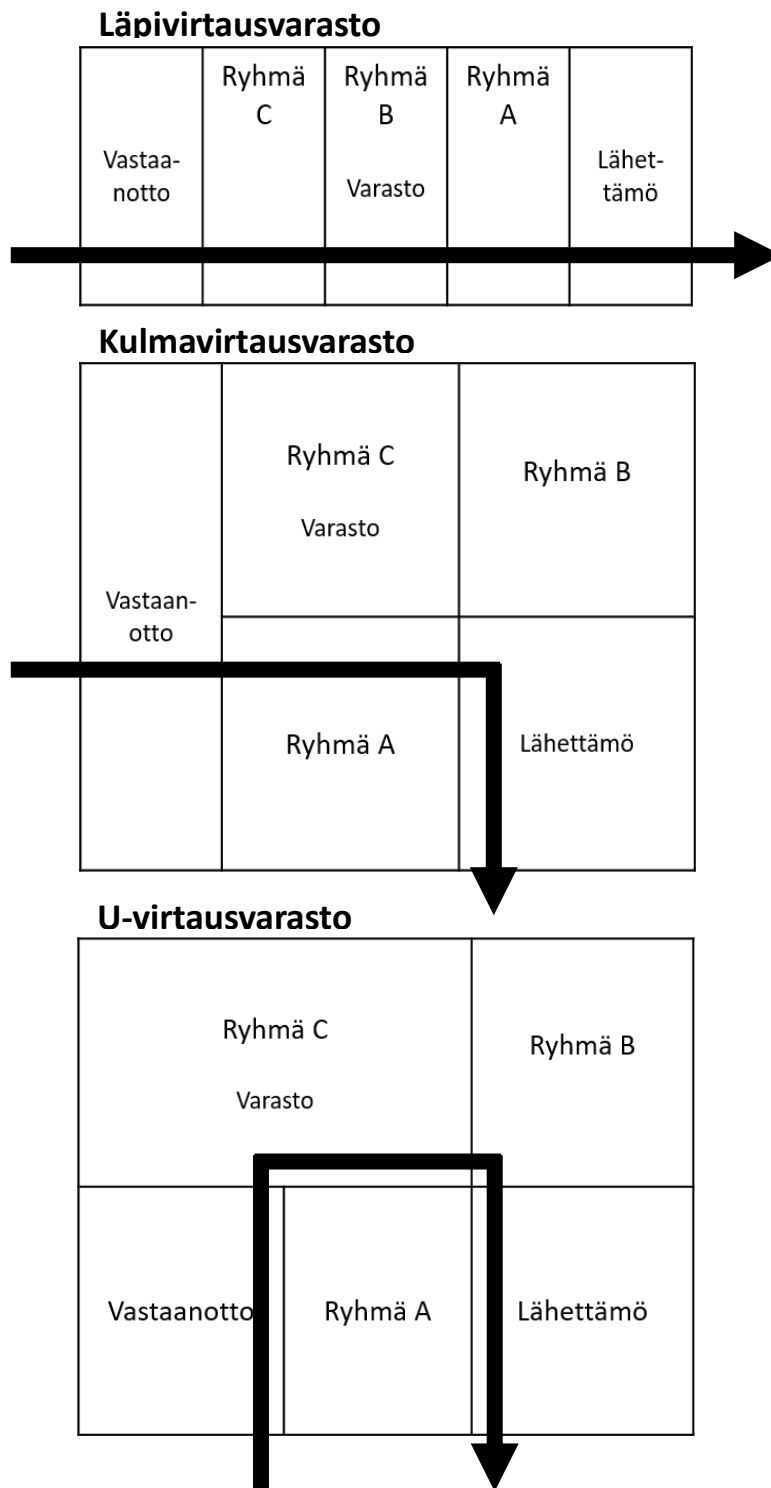 Läpivirtausvarasto
Vastaa-
notto
Ryhmä
C
Ryhmä
B
Varasto
Ryhmä
A
Lähet-
tämö
Kulmavirtausvarasto
Vastaan-
otto
Ryhmä C
Varasto
Ryhmä B
Ryhmä A
Lähettämö
U-virtausvarasto
Ryhmä C
Varasto
Ryhmä B
Vastaanotto
Ryhmä A
Lähettämö